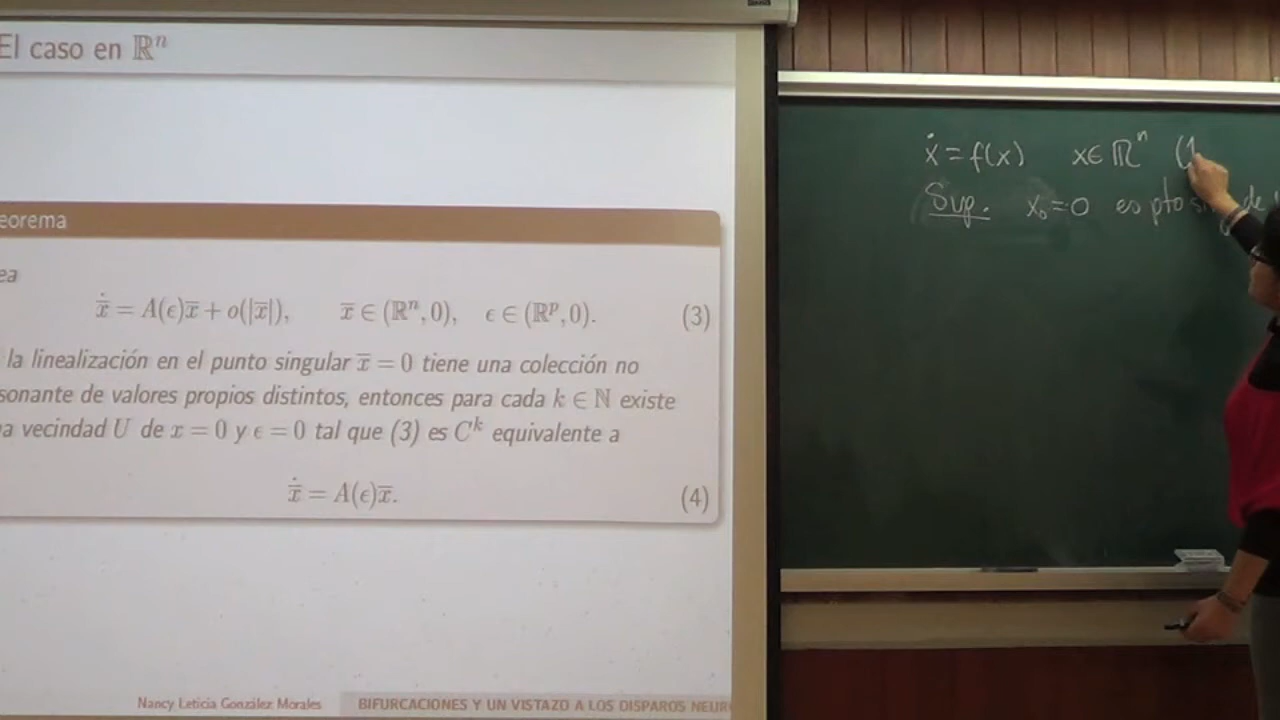 El caso en ℝⁿ
eorema
ea
ẋ̅ = A(ϵ)x̅ + o(|x̅|), x̅ ∈ (ℝⁿ, 0), ϵ ∈ (ℝᵖ, 0). (3)
la linealización en el punto singular x̅ = 0 tiene una colección no
sonante de valores propios distintos, entonces para cada k ∈ ℕ existe
a vecindad U de x = 0 y ϵ = 0 tal que (3) es Cᵏ equivalente a
ẋ̅ = A(ϵ)x̅. (4)
Nancy Leticia González Morales BIFURCACIONES Y UN VISTAZO A LOS DISPAROS NEUR
ẋ = f(x) x ∈ ℝⁿ (1
Sup. x₀ = 0 es pto de